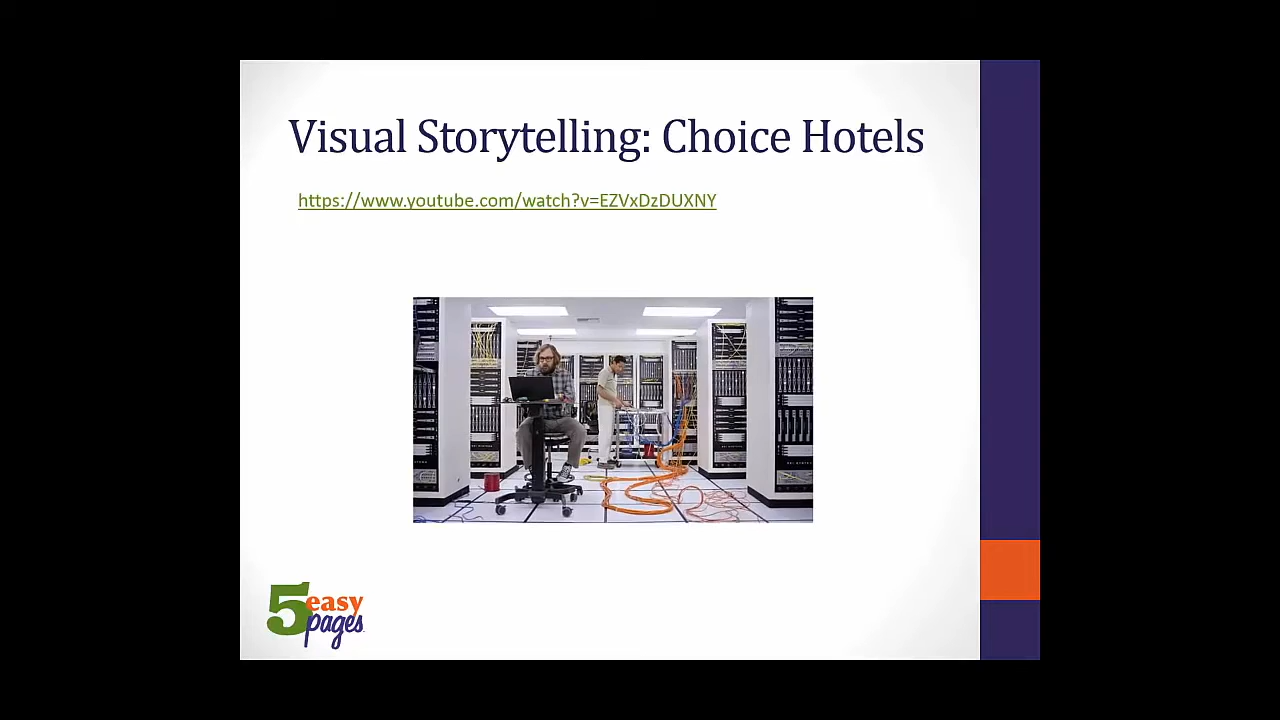 Visual Storytelling: Choice Hotels
https://www.youtube.com/watch?v=EZVxDzDUXNY
5 easy
pages